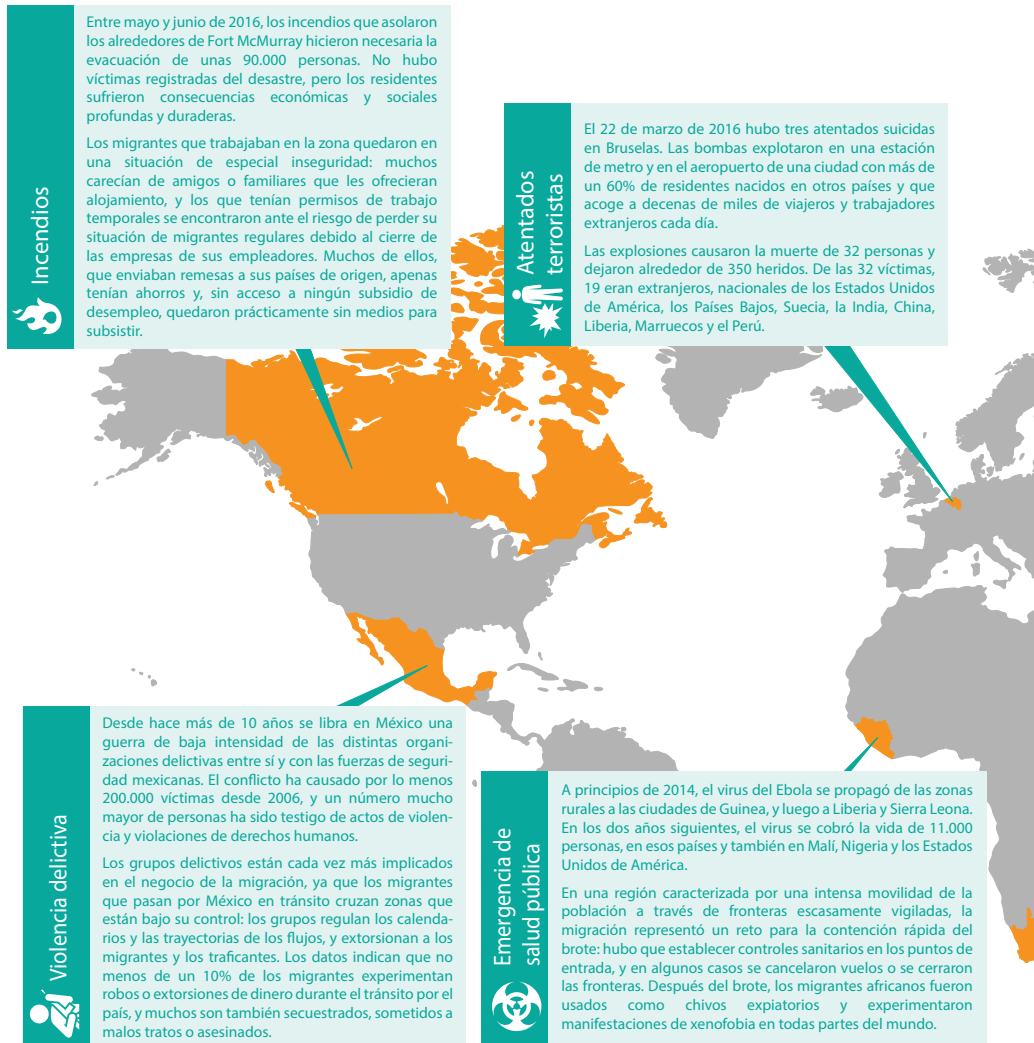 Incendios
Entre mayo y junio de 2016, los incendios que asolaron
los alrededores de Fort McMurray hicieron necesaria la
evacuación de unas 90.000 personas. No hubo
víctimas registradas del desastre, pero los residentes
sufrieron consecuencias económicas y sociales
profundas y duraderas.
Los migrantes que trabajaban en la zona quedaron en
una situación de especial inseguridad: muchos
carecían de amigos o familiares que les ofrecieran
alojamiento, y los que tenían permisos de trabajo
temporales se encontraron ante el riesgo de perder su
situación de migrantes regulares debido al cierre de
las empresas de sus empleadores. Muchos de ellos,
que enviaban remesas a sus países de origen, apenas
tenían ahorros y, sin acceso a ningún subsidio de
desempleo, quedaron prácticamente sin medios para
subsistir.
Atentados
terroristas
El 22 de marzo de 2016 hubo tres atentados suicidas
en Bruselas. Las bombas explotaron en una estación
de metro y en el aeropuerto de una ciudad con más de
un 60% de residentes nacidos en otros países y que
acoge a decenas de miles de viajeros y trabajadores
extranjeros cada día.
Las explosiones causaron la muerte de 32 personas y
dejaron alrededor de 350 heridos. De las 32 víctimas,
19 eran extranjeros, nacionales de los Estados Unidos
de América, los Países Bajos, Suecia, la India, China,
Liberia, Marruecos y el Perú.
Violencia delictiva
Desde hace más de 10 años se libra en México una
guerra de baja intensidad de las distintas organi-
zaciones delictivas entre sí y con las fuerzas de seguri-
dad mexicanas. El conflicto ha causado por lo menos
200.000 víctimas desde 2006, y un número mucho
mayor de personas ha sido testigo de actos de violen-
cia y violaciones de derechos humanos.
Los grupos delictivos están cada vez más implicados
en el negocio de la migración, ya que los migrantes
que pasan por México en tránsito cruzan zonas que
están bajo su control: los grupos regulan los calenda-
rios y las trayectorias de los flujos, y extorsionan a los
migrantes y los traficantes. Los datos indican que no
menos de un 10% de los migrantes experimentan
robos o extorsiones de dinero durante el tránsito por el
país, y muchos son también secuestrados, sometidos a
malos tratos o asesinados.
Emergencia de
salud pública
A principios de 2014, el virus del Ebola se propagó de las zonas
rurales a las ciudades de Guinea, y luego a Liberia y Sierra Leona.
En los dos años siguientes, el virus se cobró la vida de 11.000
personas, en esos países y también en Malí, Nigeria y los Estados
Unidos de América.
En una región caracterizada por una intensa movilidad de la
población a través de fronteras escasamente vigiladas, la
migración representó un reto para la contención rápida del
brote: hubo que establecer controles sanitarios en los puntos de
entrada, y en algunos casos se cancelaron vuelos o se cerraron
las fronteras. Después del brote, los migrantes africanos fueron
usados como chivos expiatorios y experimentaron
manifestaciones de xenofobia en todas partes del mundo.